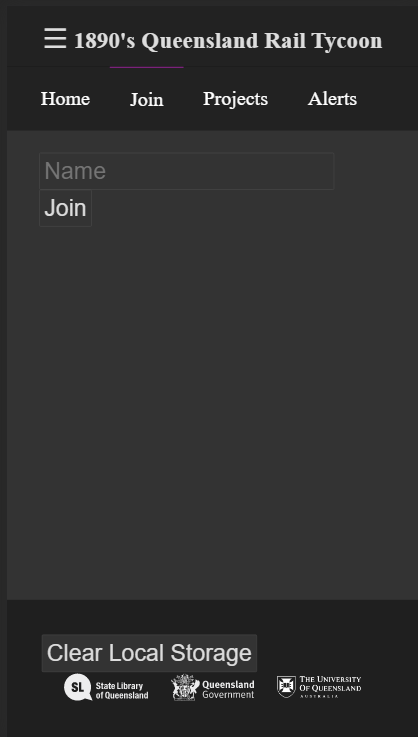 ☰ 1890's Queensland Rail Tycoon
Home Join Projects Alerts
Name
Join
Clear Local Storage
SL State Library of Queensland
Queensland Government
THE UNIVERSITY OF QUEENSLAND
AUSTRALIA